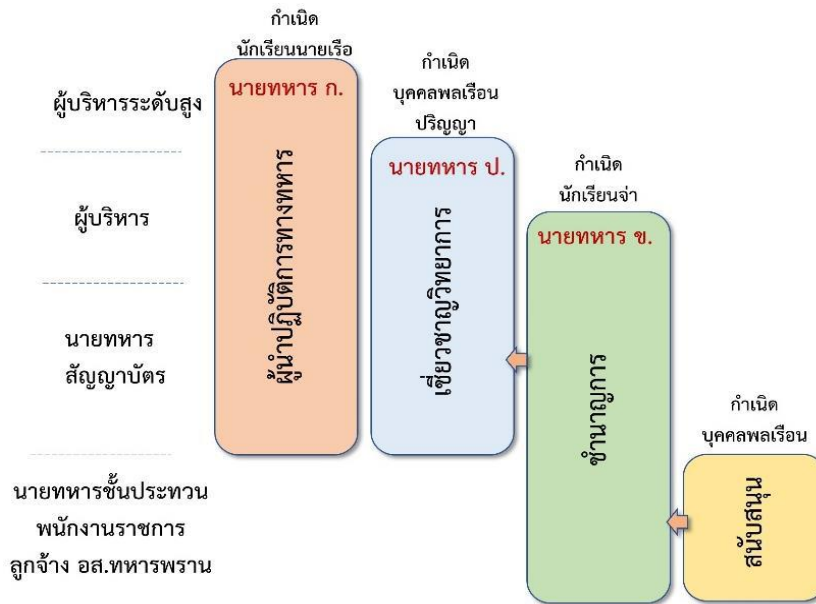 กำเนิด
นักเรียนนายเรือ
นายทหาร ก.
ผู้นำปฏิบัติการทางทหาร
กำเนิด
บุคคลพลเรือน
ปริญญา
นายทหาร ป.
เชี่ยวชาญวิทยาการ
กำเนิด
นักเรียนจ่า
นายทหาร ข.
ชำนาญการ
กำเนิด
บุคคลพลเรือน
สนับสนุน
ผู้บริหารระดับสูง
ผู้บริหาร
นายทหาร
สัญญาบัตร
นายทหารชั้นประทวน
พนักงานราชการ
ลูกจ้าง อส.ทหารพราน